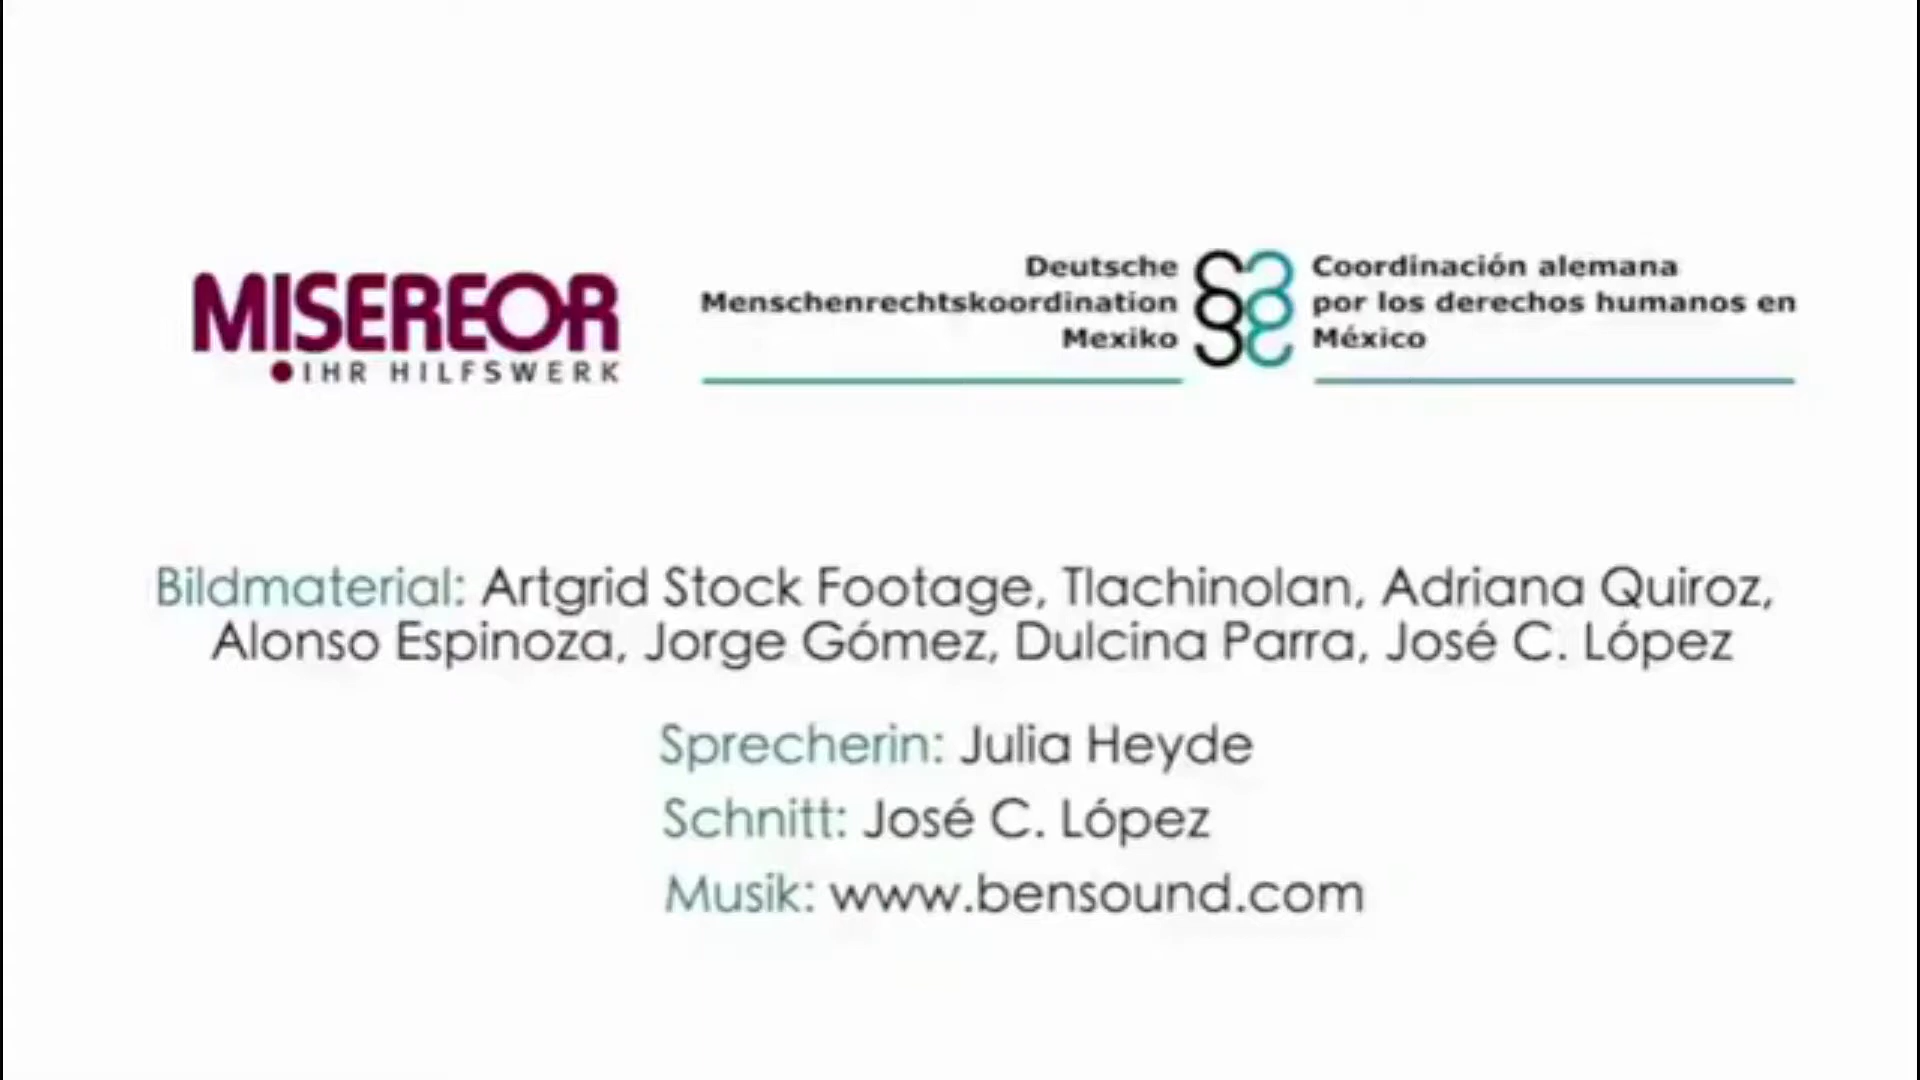 MISEREOR
IHR HILFSWERK
Deutsche
Menschenrechtskoordination
Mexiko
Coordinación alemana
por los derechos humanos en
México
Bildmaterial: Artgrid Stock Footage, Tlachinolan, Adriana Quiroz,
Alonso Espinoza, Jorge Gómez, Dulcina Parra, José C. López
Sprecherin: Julia Heyde
Schnitt: José C. López
Musik: www.bensound.com